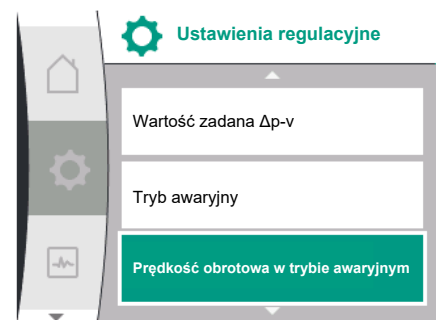 Ustawienia regulacyjne
Wartość zadana Δp-v
Tryb awaryjny
Prędkość obrotowa w trybie awaryjnym